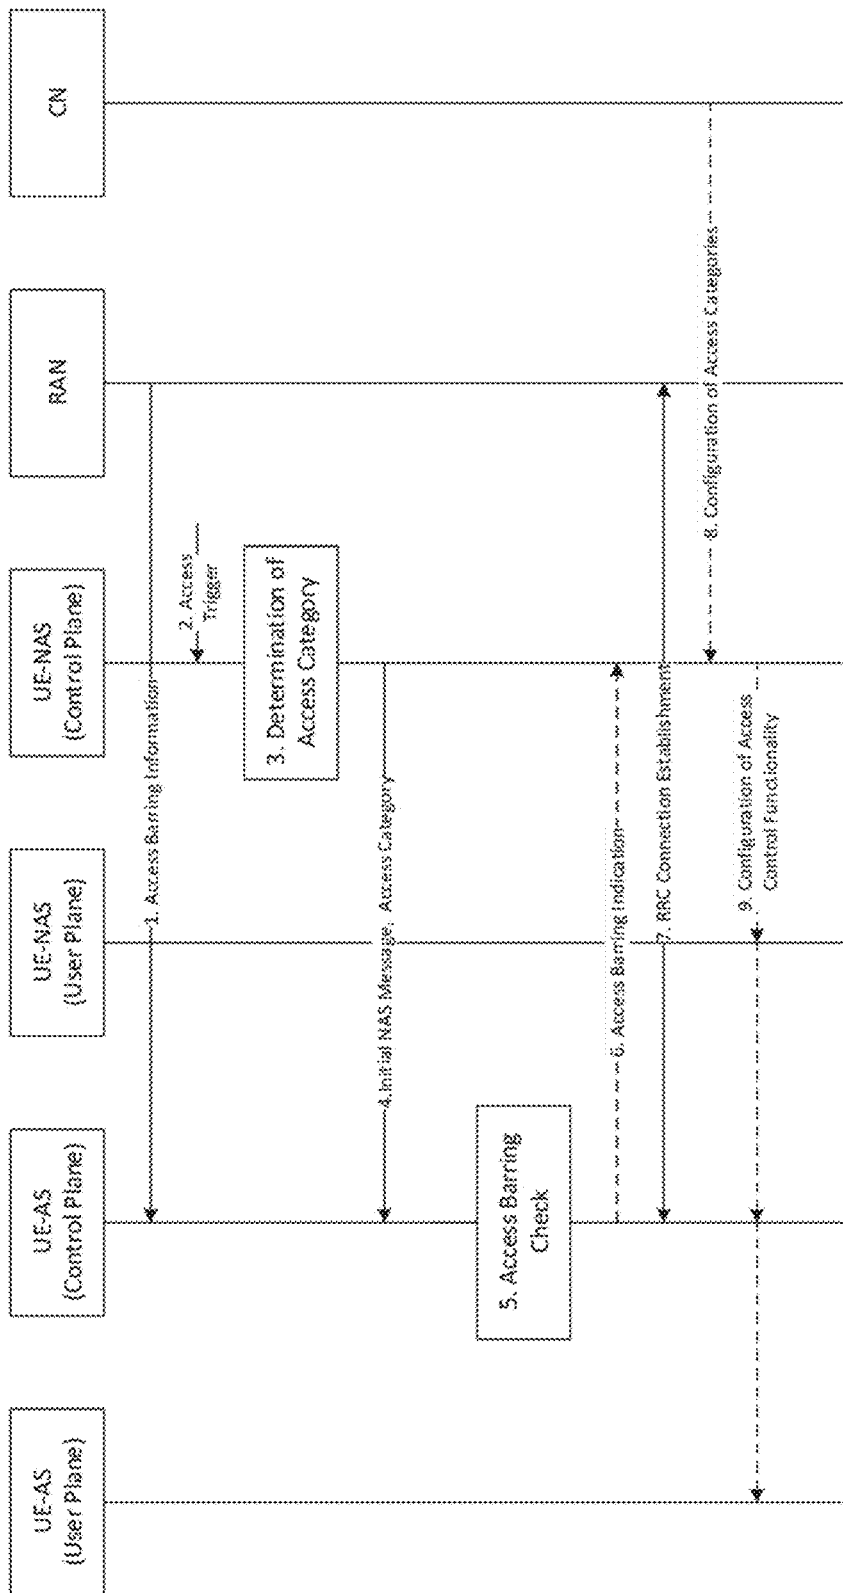 UE-AS
(User Plane)
UE-AS
(Control Plane)
UE-NAS
(User Plane)
UE-NAS
(Control Plane)
RAN
CN
1. Access Barring Information
2. Access
Trigger
3. Determination of
Access Category
4.Initial NAS Message, Access Category
5. Access Barring
Check
6. Access Barring Indication
7. RRC Connection Establishment
8. Configuration of Access Categories
9. Configuration of Access
Control Functionality